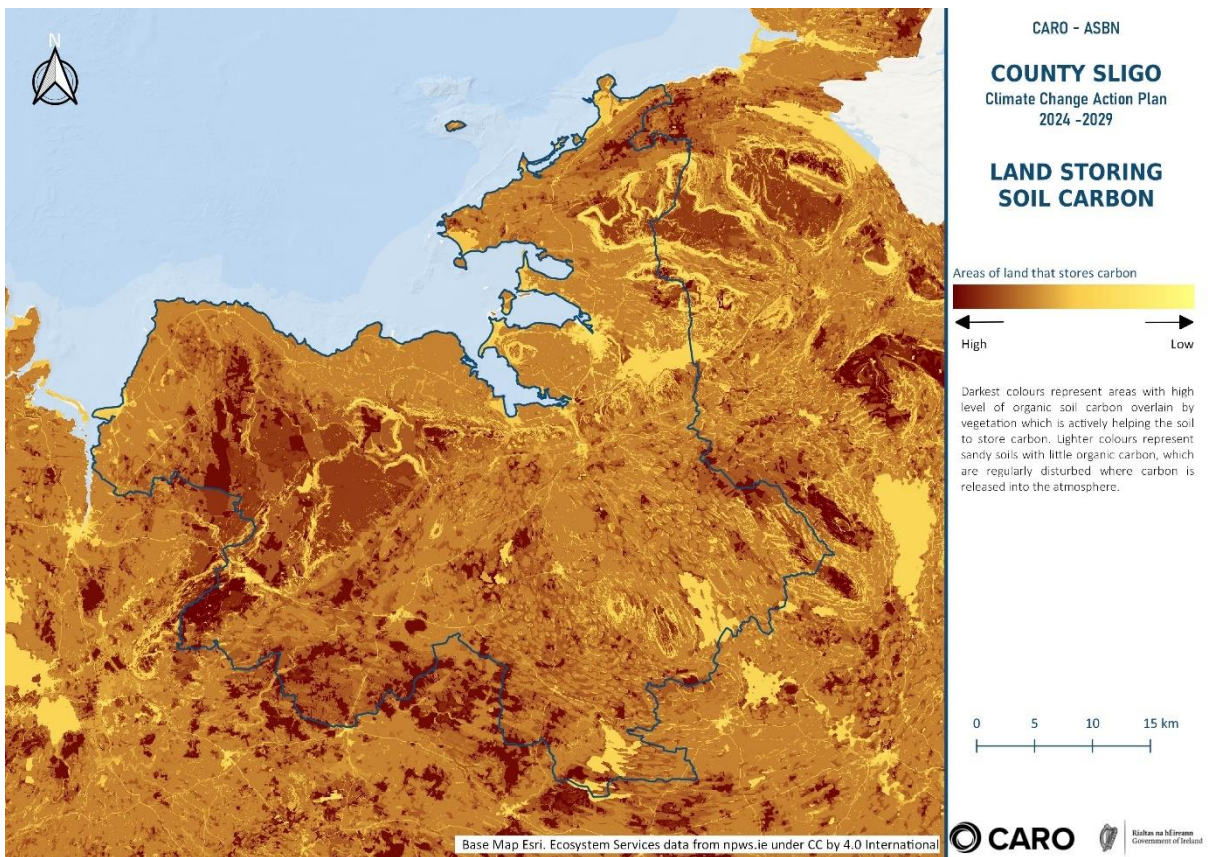 N
CARO - ASBN
COUNTY SLIGO
Climate Change Action Plan
2024 -2029
LAND STORING
SOIL CARBON
Areas of land that stores carbon
High Low
Darkest colours represent areas with high
level of organic soil carbon overlain by
vegetation which is actively helping the soil
to store carbon. Lighter colours represent
sandy soils with little organic carbon, which
are regularly disturbed where carbon is
released into the atmosphere.
0 5 10 15 km
Base Map Esri. Ecosystem Services data from npws.ie under CC by 4.0 International
CARO
Rialtas na hÉireann
Government of Ireland